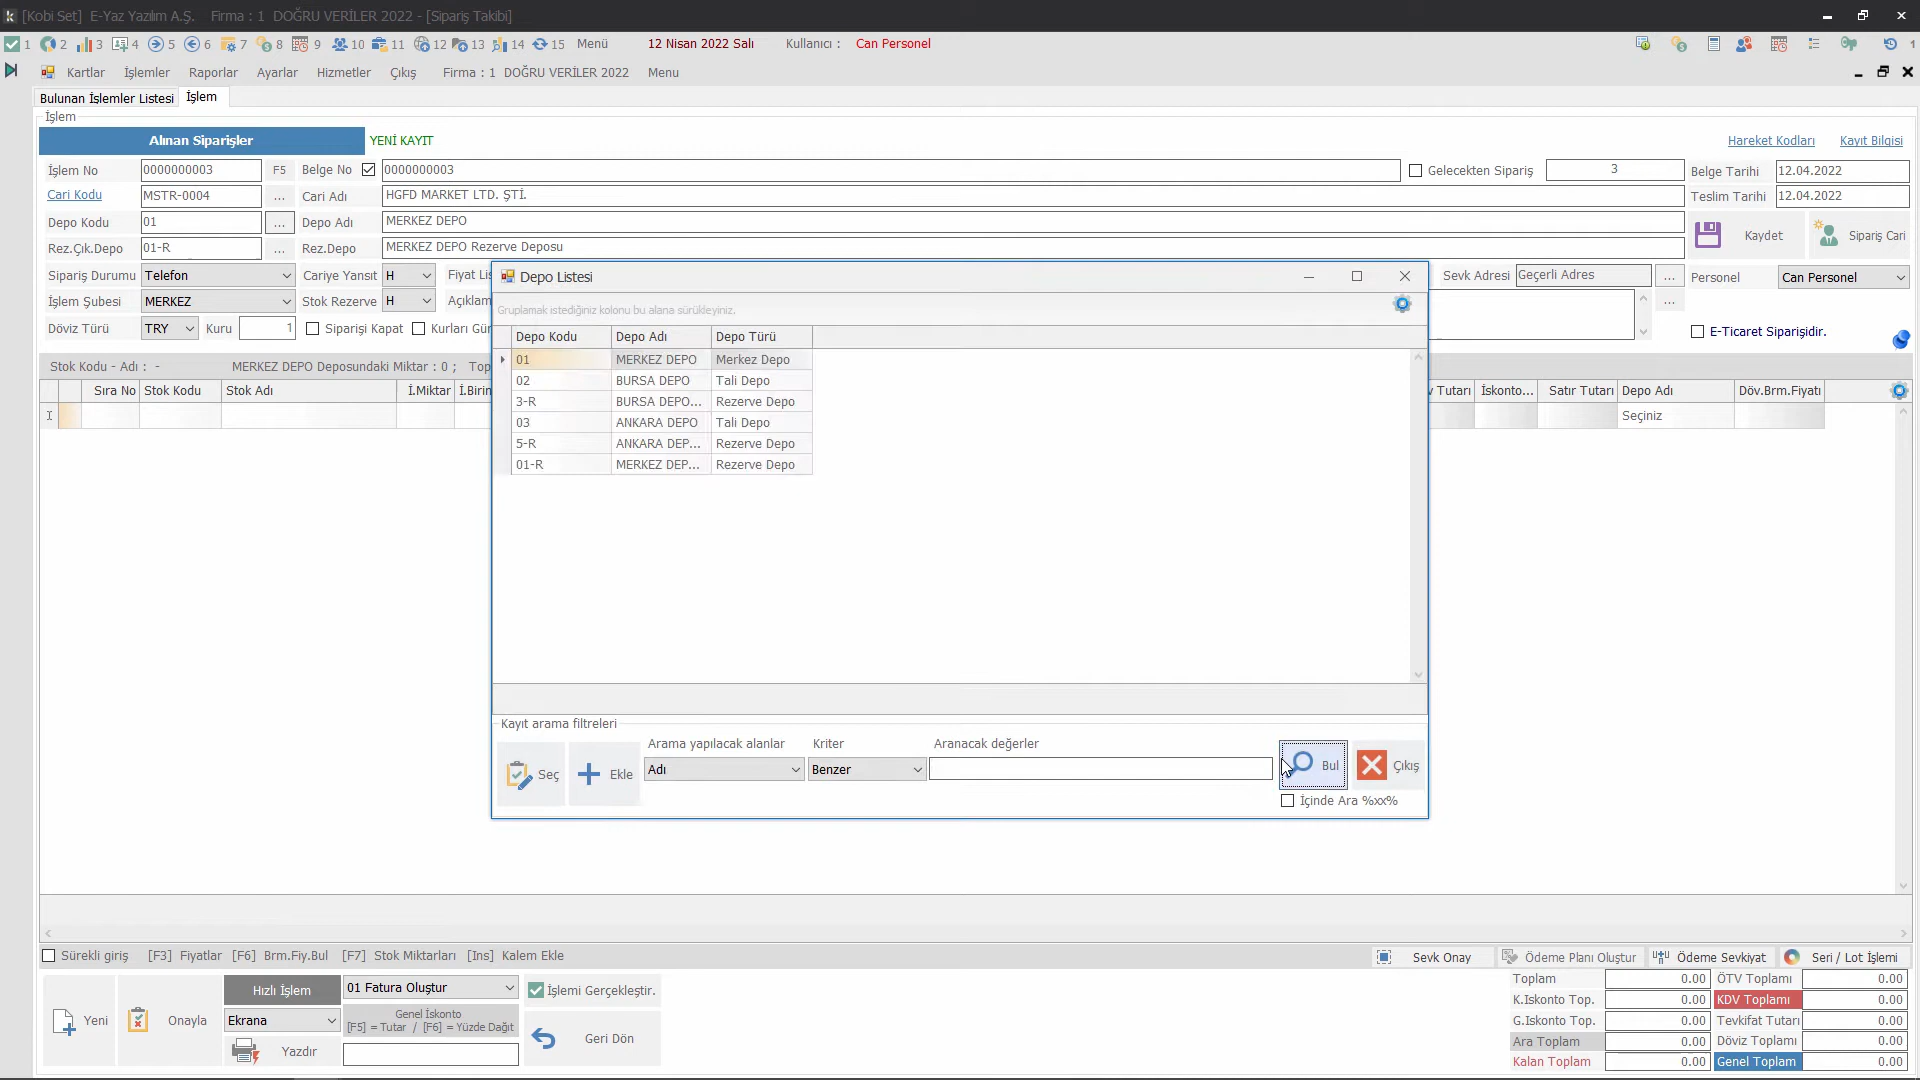 [Kobi Set] E-Yaz Yazılım A.Ş. Firma : 1 DOĞRU VERİLER 2022 - [Sipariş Takibi]
1 2 3 4 5 6 7 8 9 10 11 12 13 14 15 Menü 12 Nisan 2022 Salı Kullanıcı : Can Personel 1
Kartlar İşlemler Raporlar Ayarlar Hizmetler Çıkış Firma : 1 DOĞRU VERİLER 2022 Menu
Bulunan İşlemler Listesi İşlem
İşlem
Alınan Siparişler YENİ KAYIT Hareket Kodları Kayıt Bilgisi
İşlem No 0000000003 F5 Belge No 0000000003 Gelecekten Sipariş 3 Belge Tarihi 12.04.2022
Cari Kodu MSTR-0004 ... Cari Adı HGFD MARKET LTD. ŞTİ. Teslim Tarihi 12.04.2022
Depo Kodu 01 ... Depo Adı MERKEZ DEPO Kaydet Sipariş Cari
Rez.Çık.Depo 01-R ... Rez.Depo MERKEZ DEPO Rezerve Deposu
Sipariş Durumu Telefon Cariye Yansıt H Fiyat Lis Sevk Adresi Geçerli Adres ... Personel Can Personel
İşlem Şubesi MERKEZ Stok Rezerve H Açıklam ...
Döviz Türü TRY Kuru 1 Siparişi Kapat Kurları Gün E-Ticaret Siparişidir.
Stok Kodu - Adı : - MERKEZ DEPO Deposundaki Miktar : 0 ; Top
Sıra No Stok Kodu Stok Adı İ.Miktar İ.Birin v Tutarı İskonto... Satır Tutarı Depo Adı Döv.Brm.Fiyatı
Seçiniz
Depo Listesi
Gruplamak istediğiniz kolonu bu alana sürükleyiniz.
Depo Kodu Depo Adı Depo Türü
01 MERKEZ DEPO Merkez Depo
02 BURSA DEPO Tali Depo
3-R BURSA DEPO... Rezerve Depo
03 ANKARA DEPO Tali Depo
5-R ANKARA DEP... Rezerve Depo
01-R MERKEZ DEP... Rezerve Depo
Kayıt arama filtreleri
Arama yapılacak alanlar Kriter Aranacak değerler
Seç Ekle Adı Benzer Bul Çıkış
İçinde Ara %xx%
Sürekli giriş [F3] Fiyatlar [F6] Brm.Fiy.Bul [F7] Stok Miktarları [Ins] Kalem Ekle Sevk Onay Ödeme Planı Oluştur Ödeme Sevkiyat Seri / Lot İşlemi
Yeni Onayla Hızlı İşlem 01 Fatura Oluştur İşlemi Gerçekleştir.
Ekrana Genel İskonto
[F5] = Tutar / [F6] = Yüzde Dağıt
Yazdır Geri Dön
Toplam 0.00 ÖTV Toplamı 0.00
K.Iskonto Top. 0.00 KDV Toplamı 0.00
G.Iskonto Top. 0.00 Tevkifat Tutarı 0.00
Ara Toplam 0.00 Döviz Toplamı 0.00
Kalan Toplam 0.00 Genel Toplam 0.00